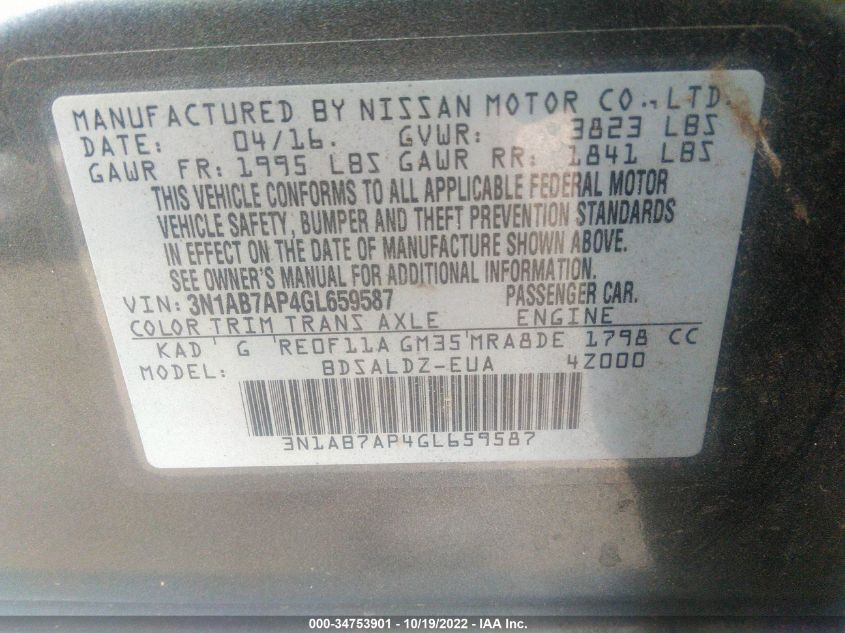 MANUFACTURED BY NISSAN MOTOR CO., LTD.
DATE: 04/16. GVWR: 3823 LBS
GAWR FR: 1995 LBS GAWR RR: 1841 LBS
THIS VEHICLE CONFORMS TO ALL APPLICABLE FEDERAL MOTOR
VEHICLE SAFETY, BUMPER AND THEFT PREVENTION STANDARDS
IN EFFECT ON THE DATE OF MANUFACTURE SHOWN ABOVE.
SEE OWNER'S MANUAL FOR ADDITIONAL INFORMATION.
VIN: 3N1AB7AP4GL659587 PASSENGER CAR.
COLOR TRIM TRANS AXLE ENGINE
KAD G RE0F11A GM35 MRA8DE 1798 CC
MODEL: BDSALDZ-EUA 4Z000
3N1AB7AP4GL659587
000-34753901 - 10/19/2022 - IAA Inc.